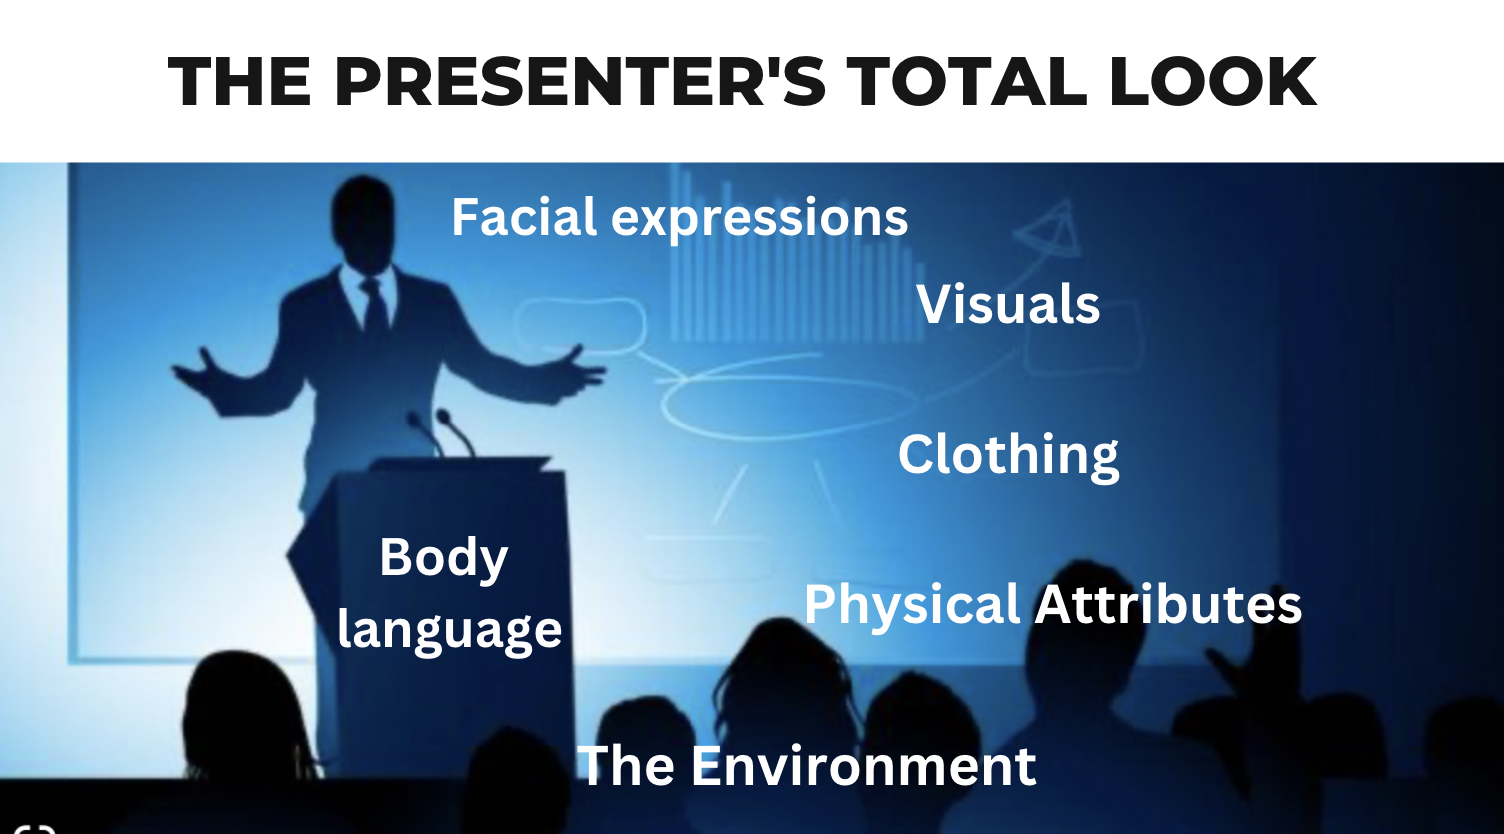 THE PRESENTER'S TOTAL LOOK
Facial expressions
Visuals
Clothing
Body
language
Physical Attributes
The Environment